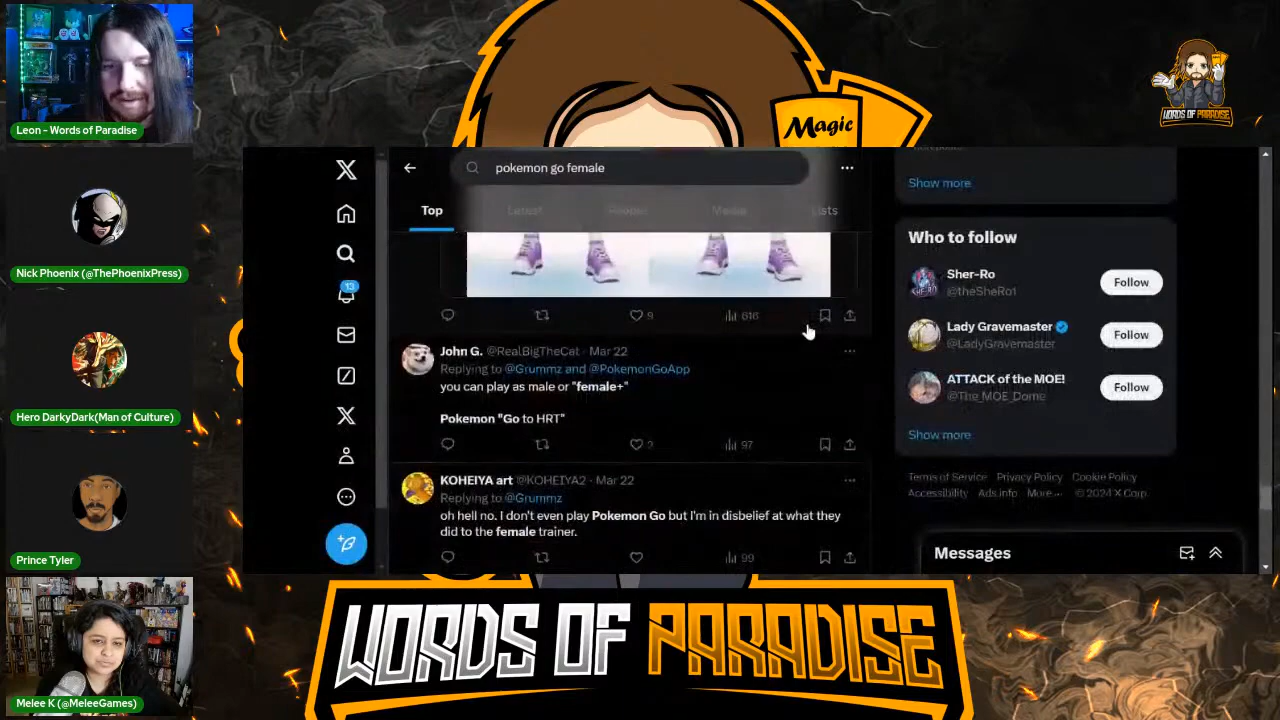 Leon - Words of Paradise
Nick Phoenix (@ThePhoenixPress)
Hero DarkyDark(Man of Culture)
Prince Tyler
Melee K (@MeleeGames)
Magic
WORDS OF PARADISE
pokemon go female
Top
Latest
People
Media
Lists
13
9
616
John G. @RealBigTheCat · Mar 22
Replying to @Grummz and @PokemonGoApp
you can play as male or "female+"
Pokemon "Go to HRT"
2
97
KOHEIYA art @KOHEIYA2 · Mar 22
Replying to @Grummz
oh hell no. I don't even play Pokemon Go but I'm in disbelief at what they
did to the female trainer.
99
Show more
Who to follow
Sher-Ro
@theSheRo1
Follow
Lady Gravemaster
@LadyGravemaster
Follow
ATTACK of the MOE!
@The_MOE_Dome
Follow
Show more
Terms of Service Privacy Policy Cookie Policy
Accessibility Ads info More ... © 2024 X Corp.
Messages
WORDS OF PARADISE